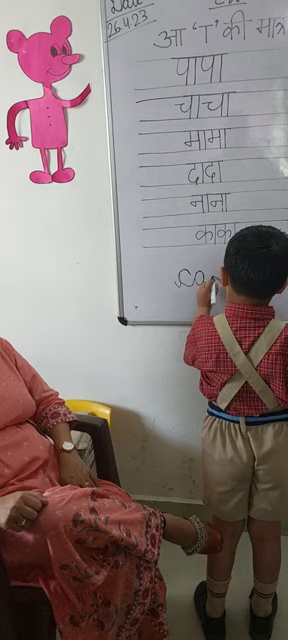 Date
26.4.23
आ 'ा' की मात्र
पापा
चाचा
मामा
दादा
नाना
काका